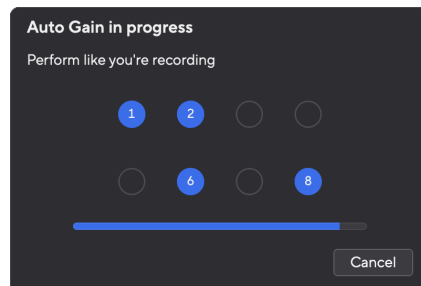 Auto Gain in progress
Perform like you're recording
1 2
6 8
Cancel